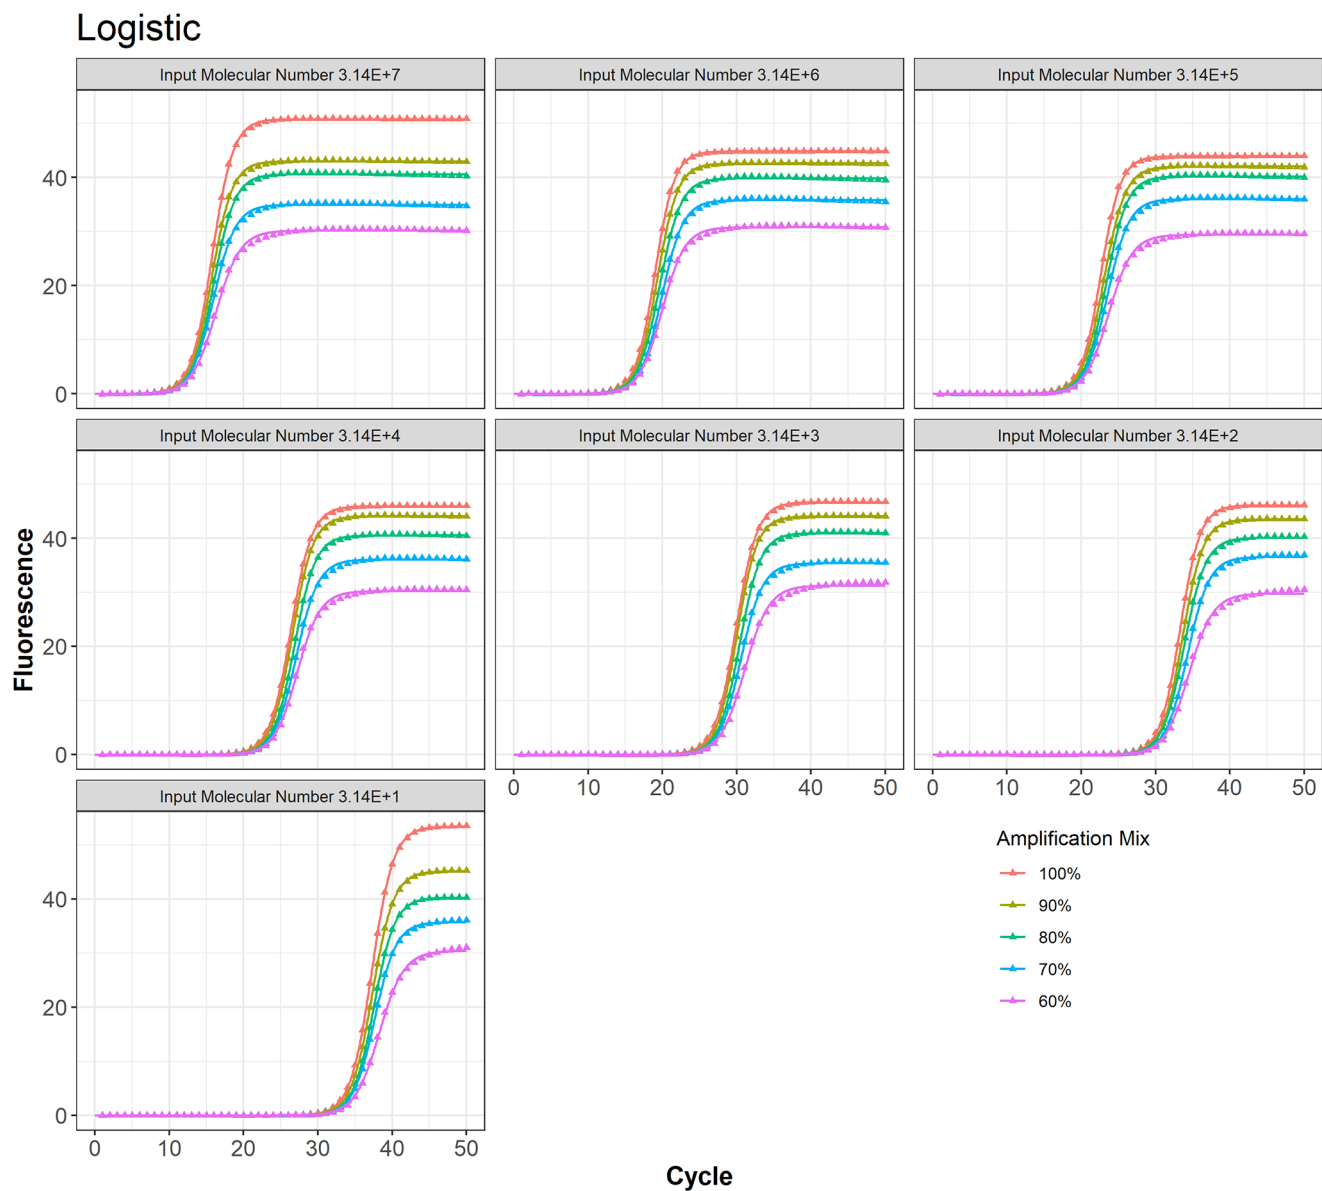 Logistic
Input Molecular Number 3.14E+7
Input Molecular Number 3.14E+6
Input Molecular Number 3.14E+5
40
20
0
Input Molecular Number 3.14E+4
Input Molecular Number 3.14E+3
Input Molecular Number 3.14E+2
40
20
0
0 10 20 30 40 50
0 10 20 30 40 50
Input Molecular Number 3.14E+1
40
20
0
0 10 20 30 40 50
Fluorescence
Cycle
Amplification Mix
100%
90%
80%
70%
60%